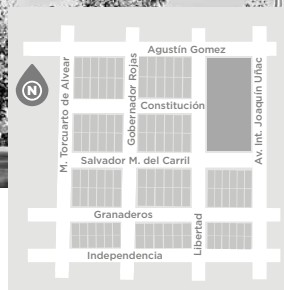 Agustín Gomez
M. Torcuarto de Alvear
Gobernador Rojas
Av. Int. Joaquín Uñac
N
Constitución
Salvador M. del Carril
Granaderos
Libertad
Independencia